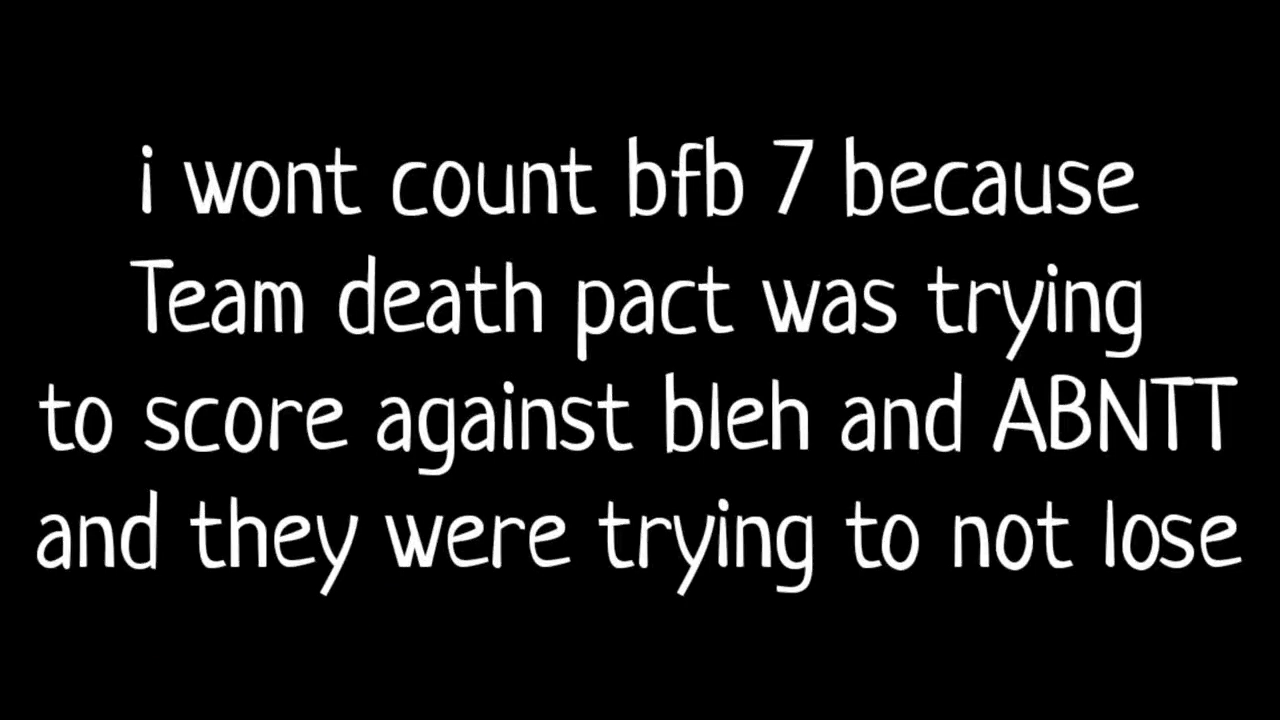 i wont count bfb 7 because
Team death pact was trying
to score against bleh and ABNTT
and they were trying to not lose